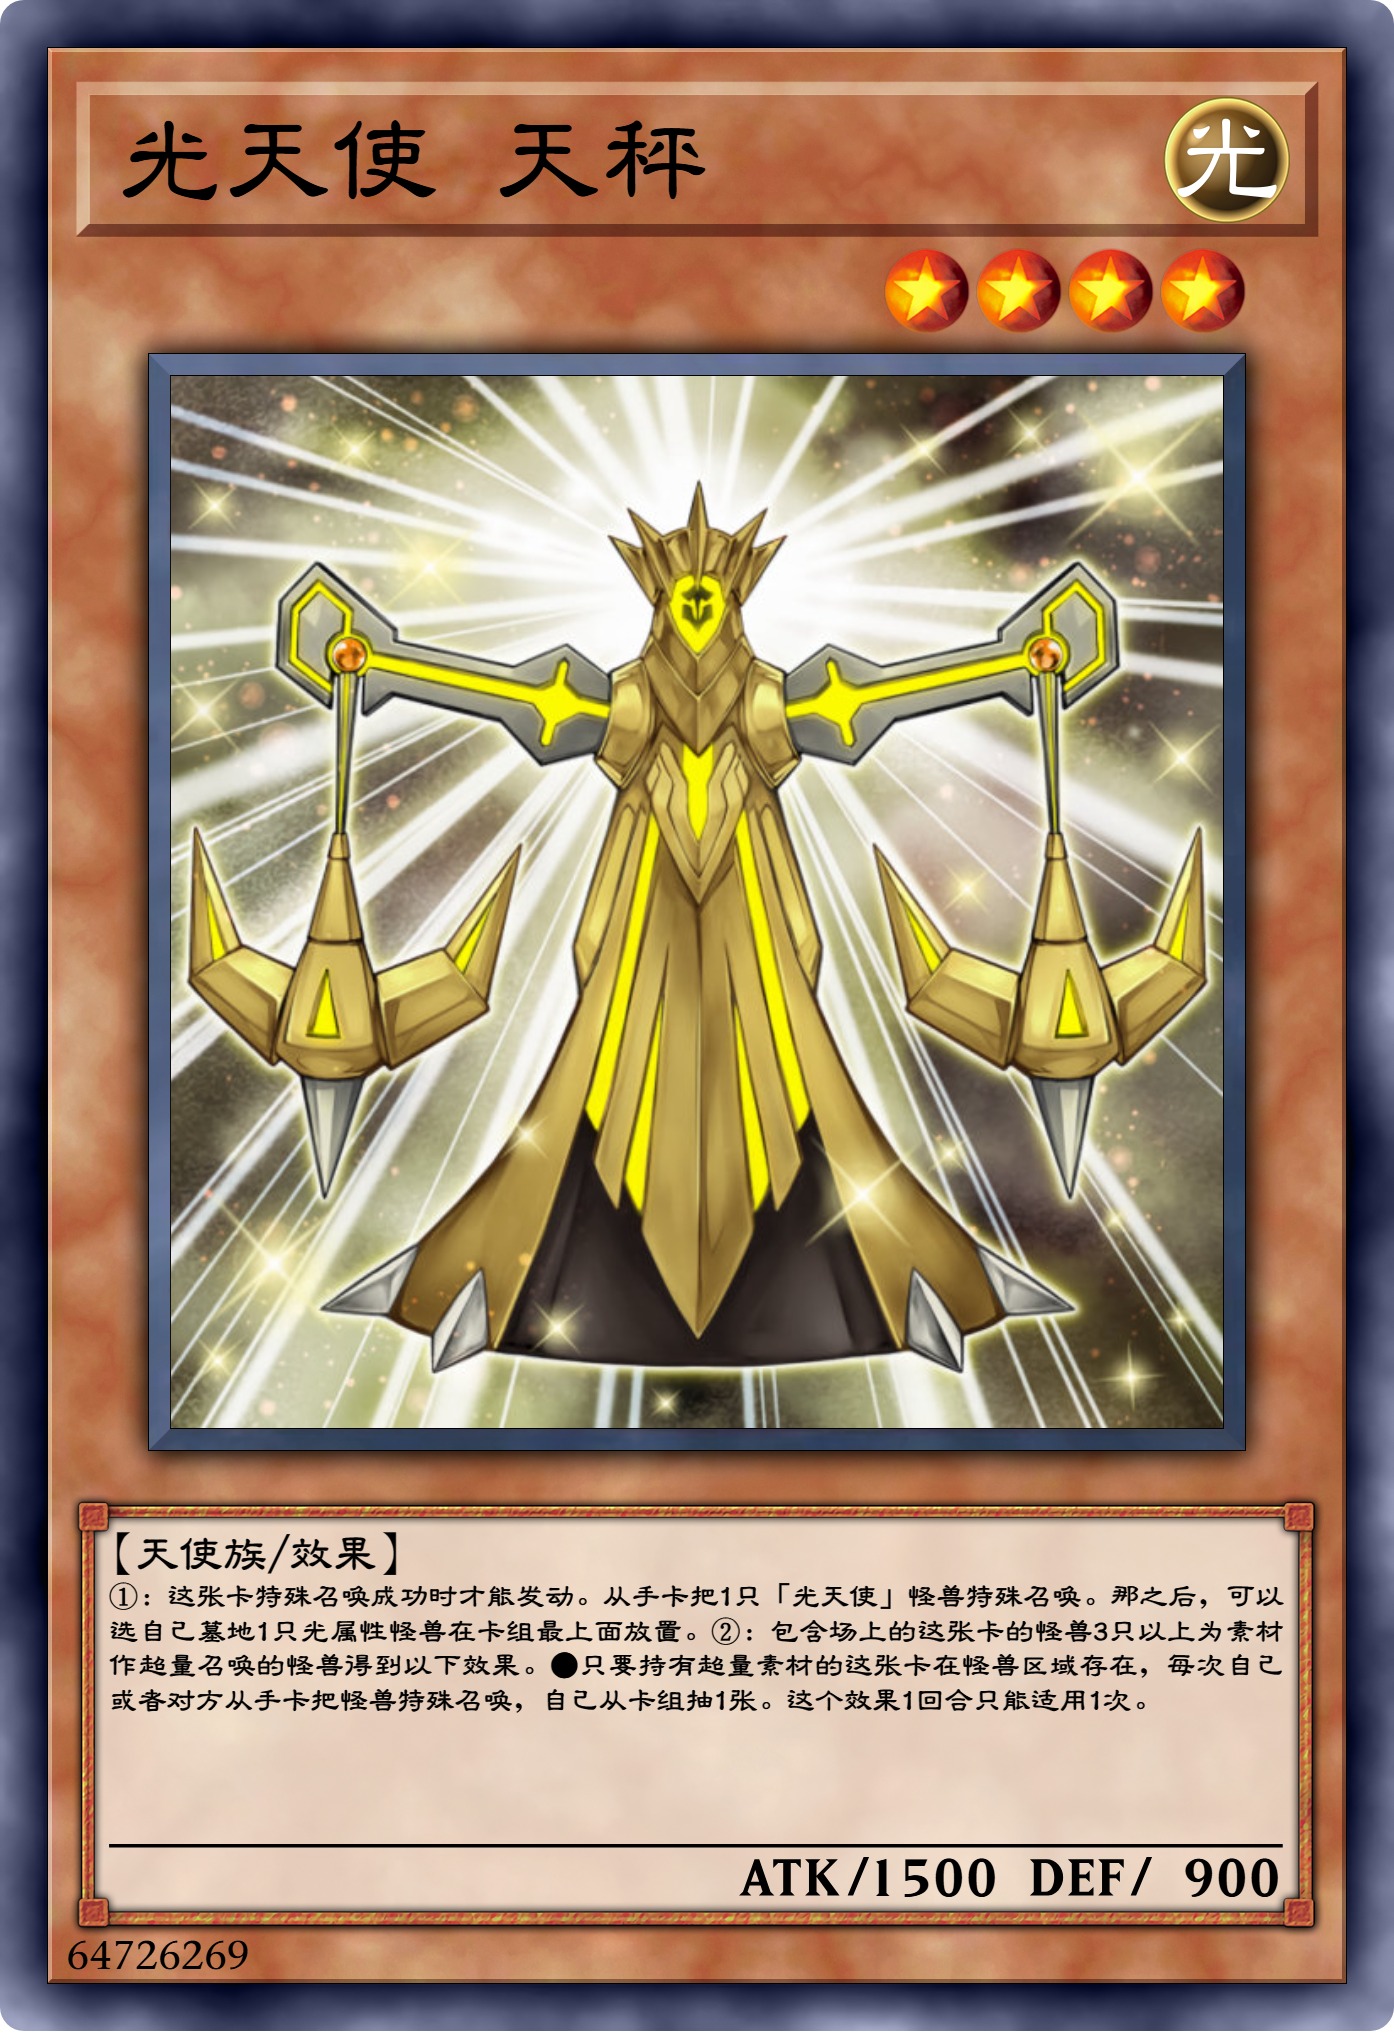 光天使 天秤
光
【天使族/效果】
①：这张卡特殊召唤成功时才能发动。从手卡把1只「光天使」怪兽特殊召唤。那之后，可以
选自己墓地1只光属性怪兽在卡组最上面放置。②：包含场上的这张卡的怪兽3只以上为素材
作超量召唤的怪兽得到以下效果。●只要持有超量素材的这张卡在怪兽区域存在，每次自己
或者对方从手卡把怪兽特殊召唤，自己从卡组抽1张。这个效果1回合只能适用1次。
ATK/1500 DEF/ 900
64726269